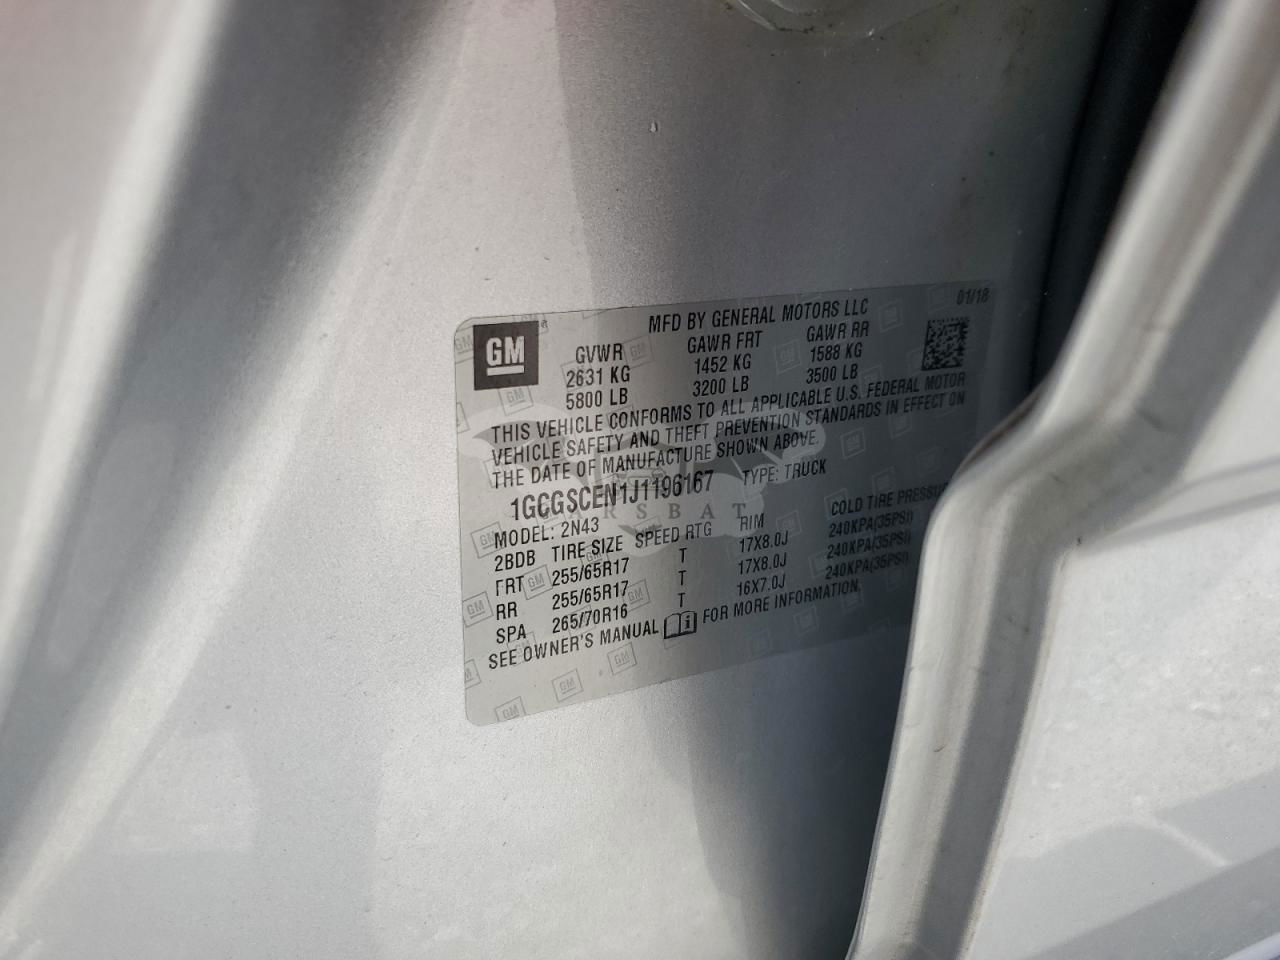 01/18
MFD BY GENERAL MOTORS LLC
GM
GVWR GAWR FRT GAWR RR
2631 KG 1452 KG 1588 KG
5800 LB 3200 LB 3500 LB
THIS VEHICLE CONFORMS TO ALL APPLICABLE U.S. FEDERAL MOTOR
VEHICLE SAFETY AND THEFT PREVENTION STANDARDS IN EFFECT ON
THE DATE OF MANUFACTURE SHOWN ABOVE.
1GCGSCEN1J1196167 TYPE: TRUCK
CARSBAT
MODEL: 2N43
2BDB TIRE SIZE SPEED RTG RIM COLD TIRE
FRT 255/65R17 T 17X8.0J 240KPA(35PSI)
RR 255/65R17 T 17X8.0J 240KPA(35PSI)
SPA 265/70R16 T 16X7.0J 240KPA(35PSI)
SEE OWNER'S MANUAL FOR MORE INFORMATION.